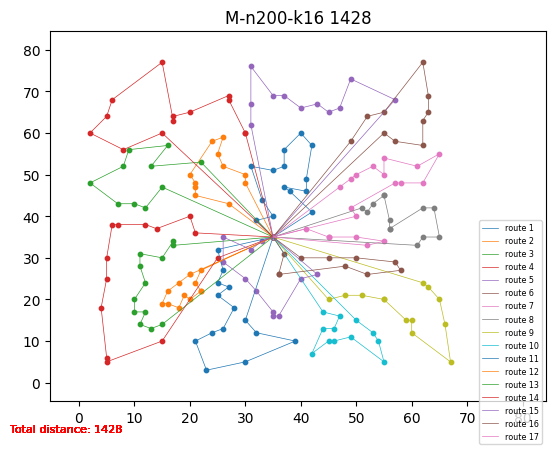 M-n200-k16 1428
80
70
60
50
40
30
20
10
0
0
10
20
30
40
50
60
70
80
route 1
route 2
route 3
route 4
route 5
route 6
route 7
route 8
route 9
route 10
route 11
route 12
route 13
route 14
route 15
route 16
route 17
Total distance: 1428